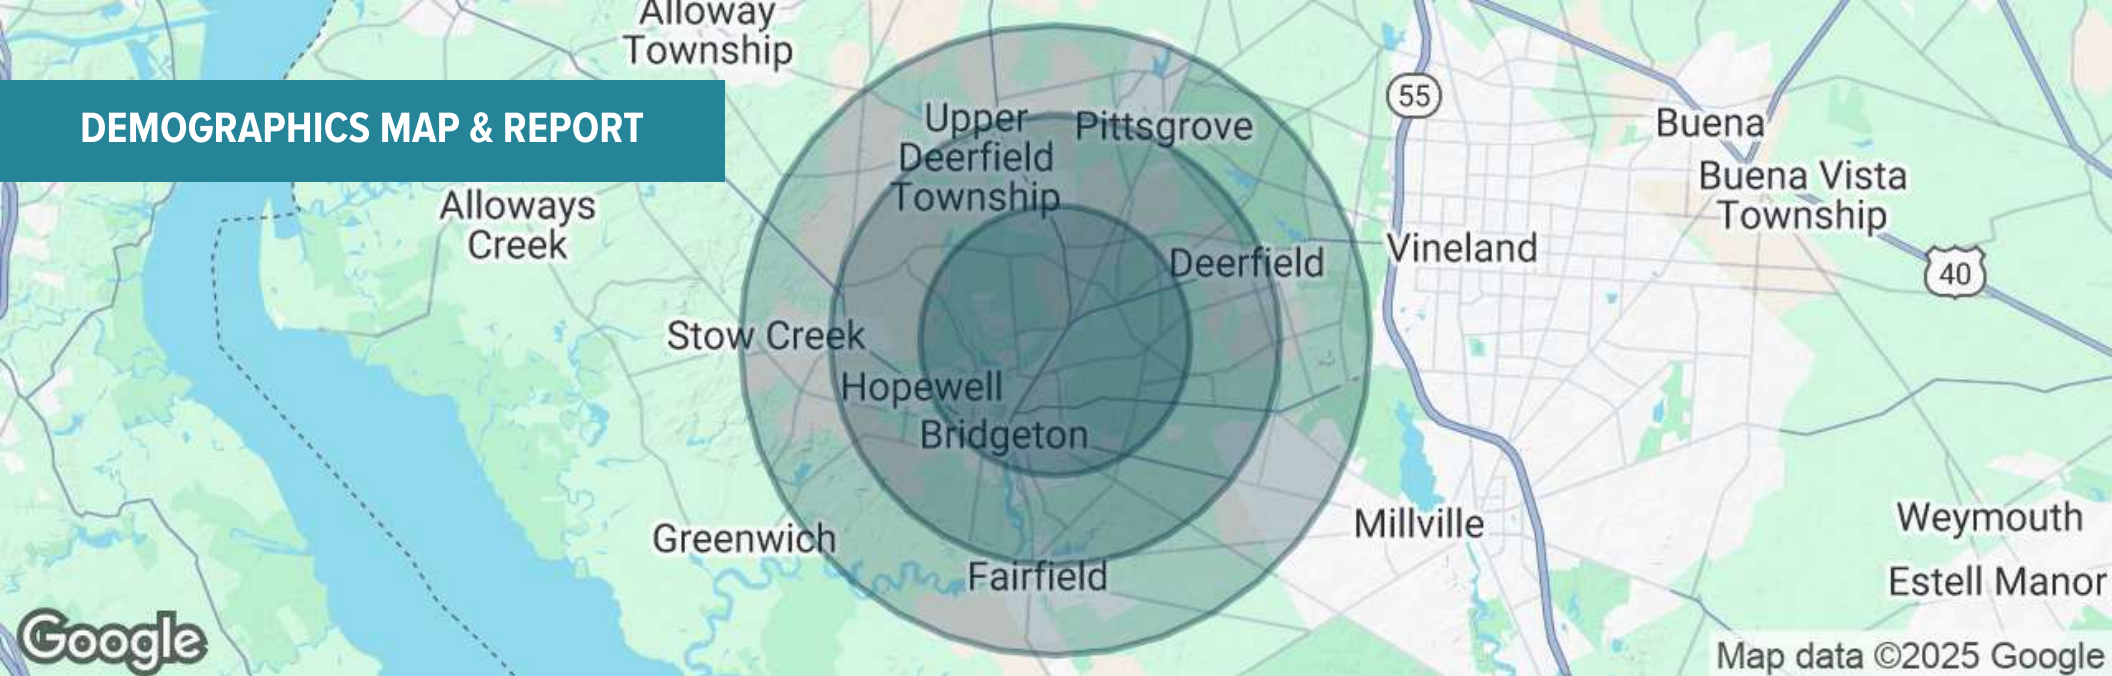 Alloway
Township
DEMOGRAPHICS MAP & REPORT
55
Upper
Deerfield
Township
Pittsgrove
Buena
Buena Vista
Township
Alloways
Creek
Deerfield
Vineland
40
Stow Creek
Hopewell
Bridgeton
Greenwich
Fairfield
Millville
Weymouth
Estell Manor
Google
Map data ©2025 Google